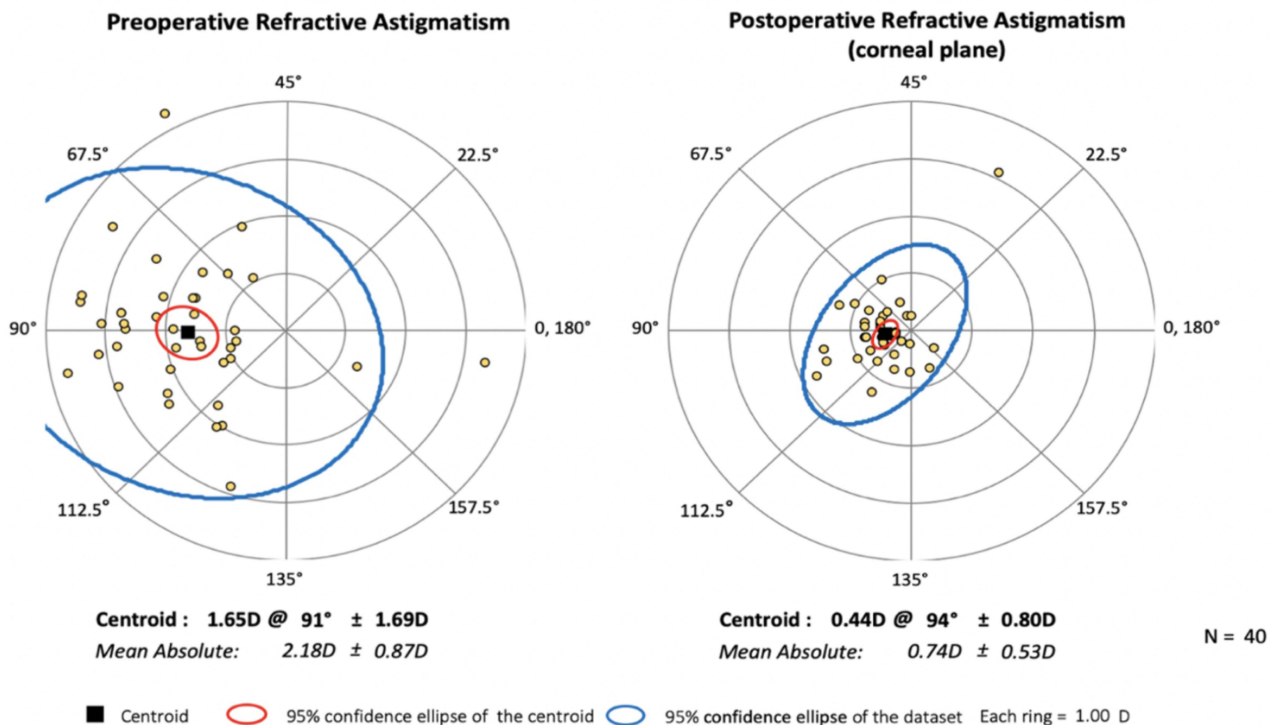 Preoperative Refractive Astigmatism
45°
67.5°
22.5°
90°
0, 180°
112.5°
157.5°
135°
Centroid : 1.65D @ 91° ± 1.69D
Mean Absolute: 2.18D ± 0.87D
Postoperative Refractive Astigmatism
(corneal plane)
45°
67.5°
22.5°
90°
0, 180°
112.5°
157.5°
135°
Centroid : 0.44D @ 94° ± 0.80D
Mean Absolute: 0.74D ± 0.53D
N = 40
Centroid 95% confidence ellipse of the centroid 95% confidence ellipse of the dataset Each ring = 1.00 D